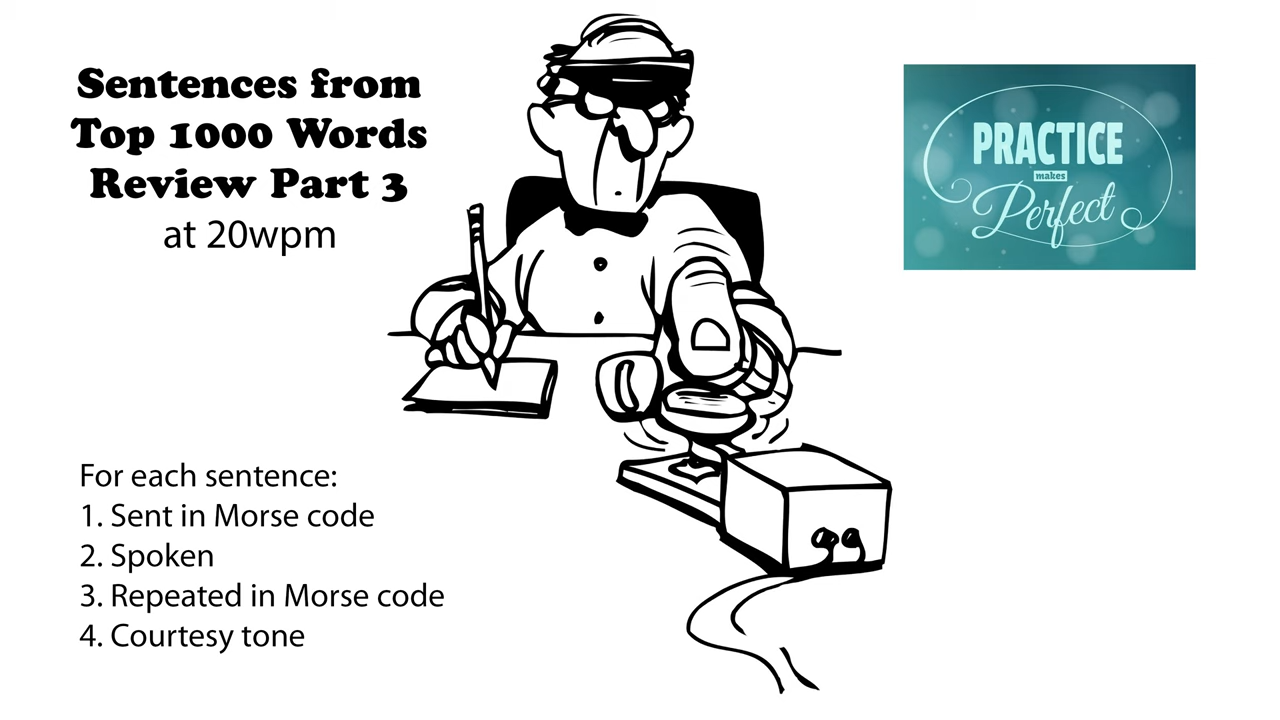 Sentences from
Top 1000 Words
Review Part 3
at 20wpm
PRACTICE
makes
Perfect
For each sentence:
1. Sent in Morse code
2. Spoken
3. Repeated in Morse code
4. Courtesy tone